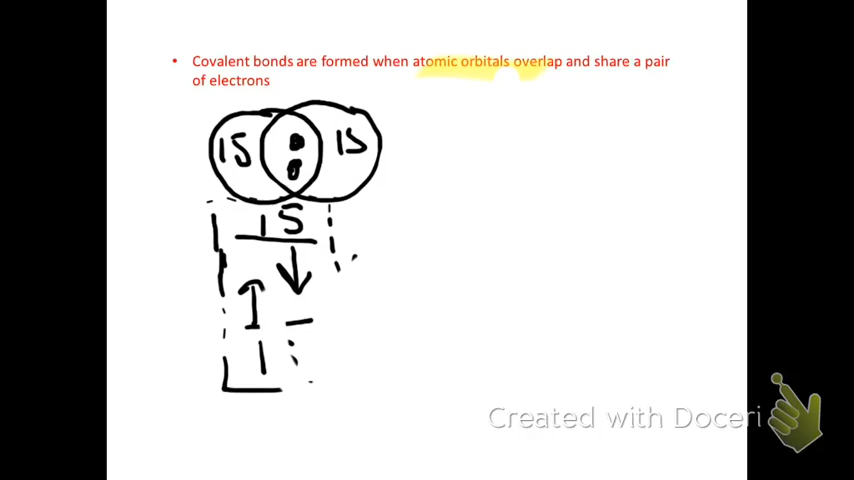 • Covalent bonds are formed when atomic orbitals overlap and share a pair
of electrons
1S 1S
1S
Created with Doceri